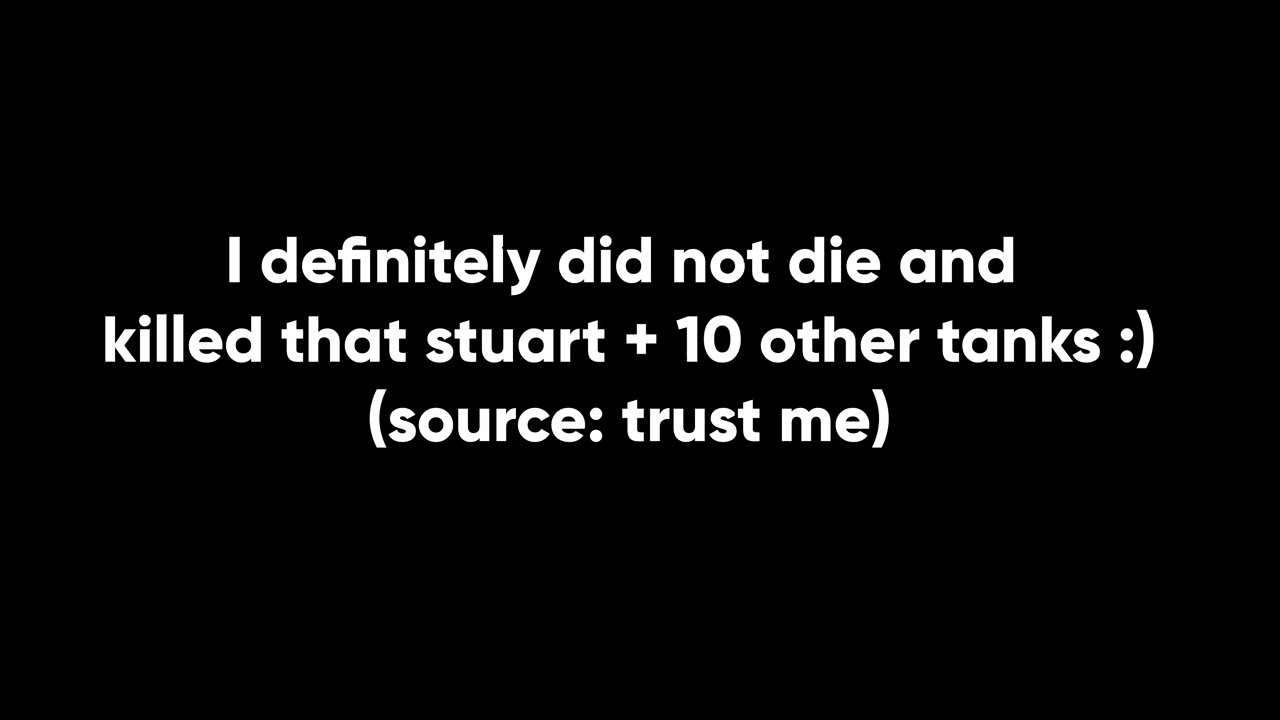 I definitely did not die and
killed that stuart + 10 other tanks :)
(source: trust me)